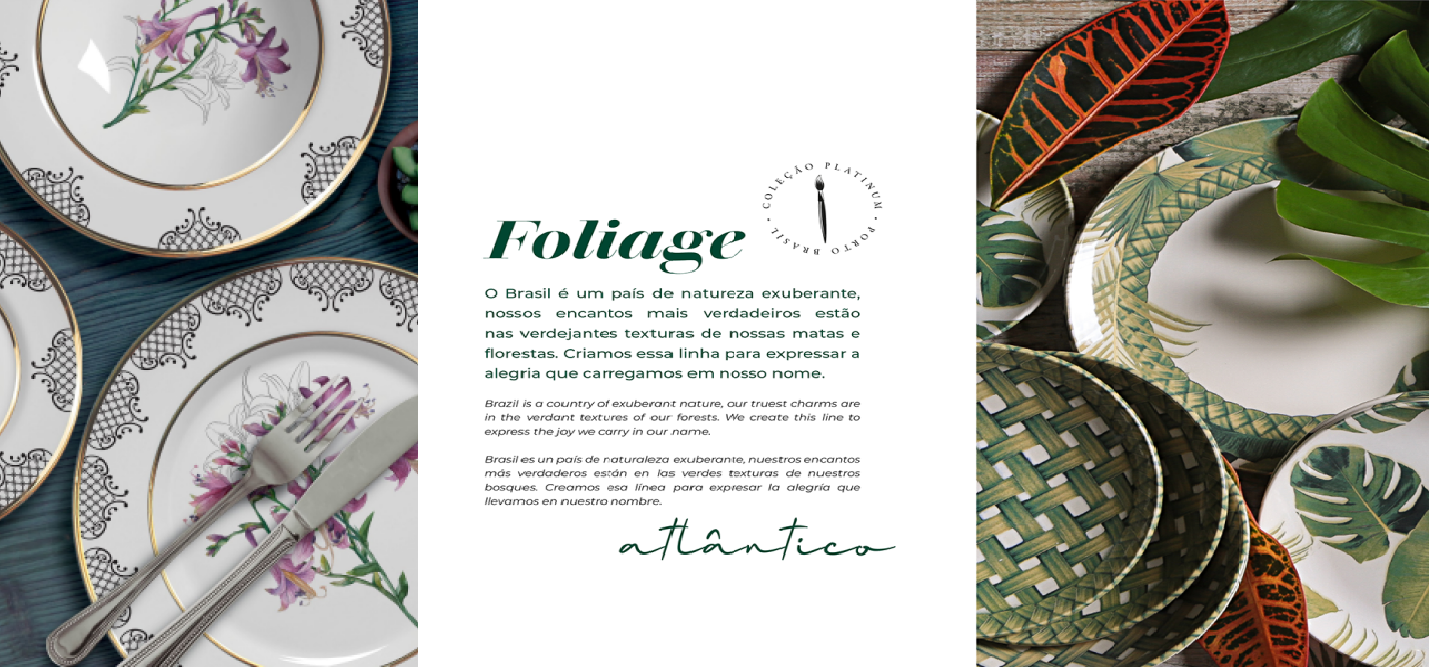 COLEÇÃO PLATINUM • PORTO BRASIL •
Foliage
O Brasil é um país de natureza exuberante,
nossos encantos mais verdadeiros estão
nas verdejantes texturas de nossas matas e
florestas. Criamos essa linha para expressar a
alegria que carregamos em nosso nome.
Brazil is a country of exuberant nature, our truest charms are
in the verdant textures of our forests. We create this line to
express the joy we carry in our name.
Brasil es un país de naturaleza exuberante, nuestros encantos
más verdaderos están en las verdes texturas de nuestros
bosques. Creamos esa línea para expresar la alegría que
llevamos en nuestro nombre.
atlântico